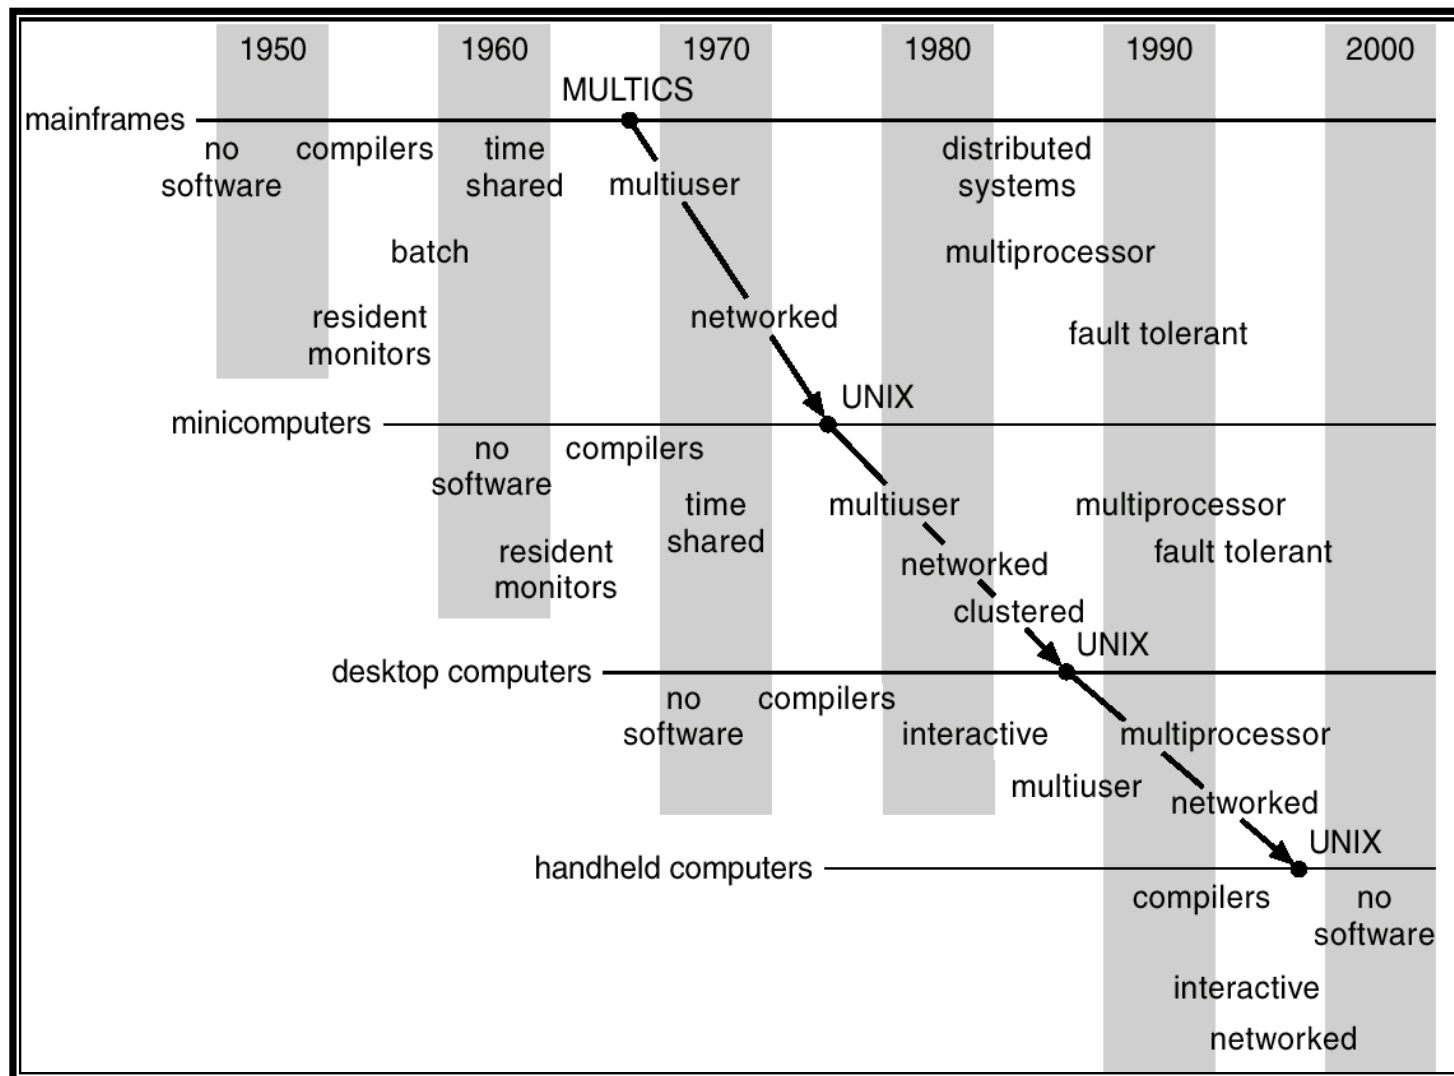 1950 1960 1970 1980 1990 2000
MULTICS
mainframes
no compilers time distributed
software shared multiuser systems
batch multiprocessor
resident networked fault tolerant
monitors
UNIX
minicomputers
no compilers
software
time multiuser multiprocessor
shared
resident networked fault tolerant
monitors
clustered
UNIX
desktop computers
no compilers
software interactive multiprocessor
multiuser networked
UNIX
handheld computers
compilers no
software
interactive
networked